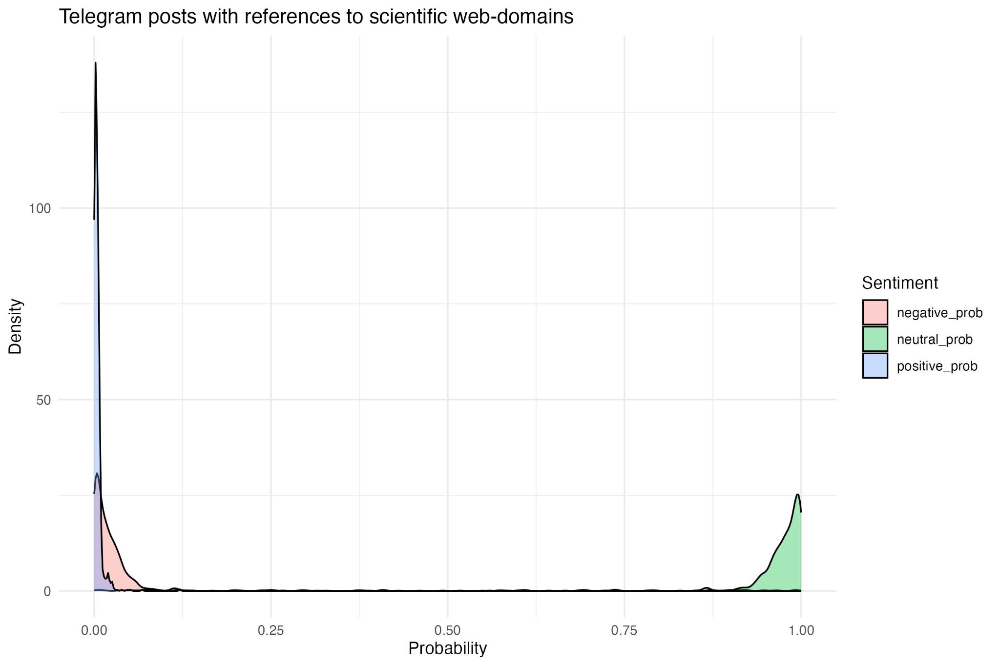 Telegram posts with references to scientific web-domains
Density
100
50
0
0.00
0.25
0.50
0.75
1.00
Probability
Sentiment
negative_prob
neutral_prob
positive_prob